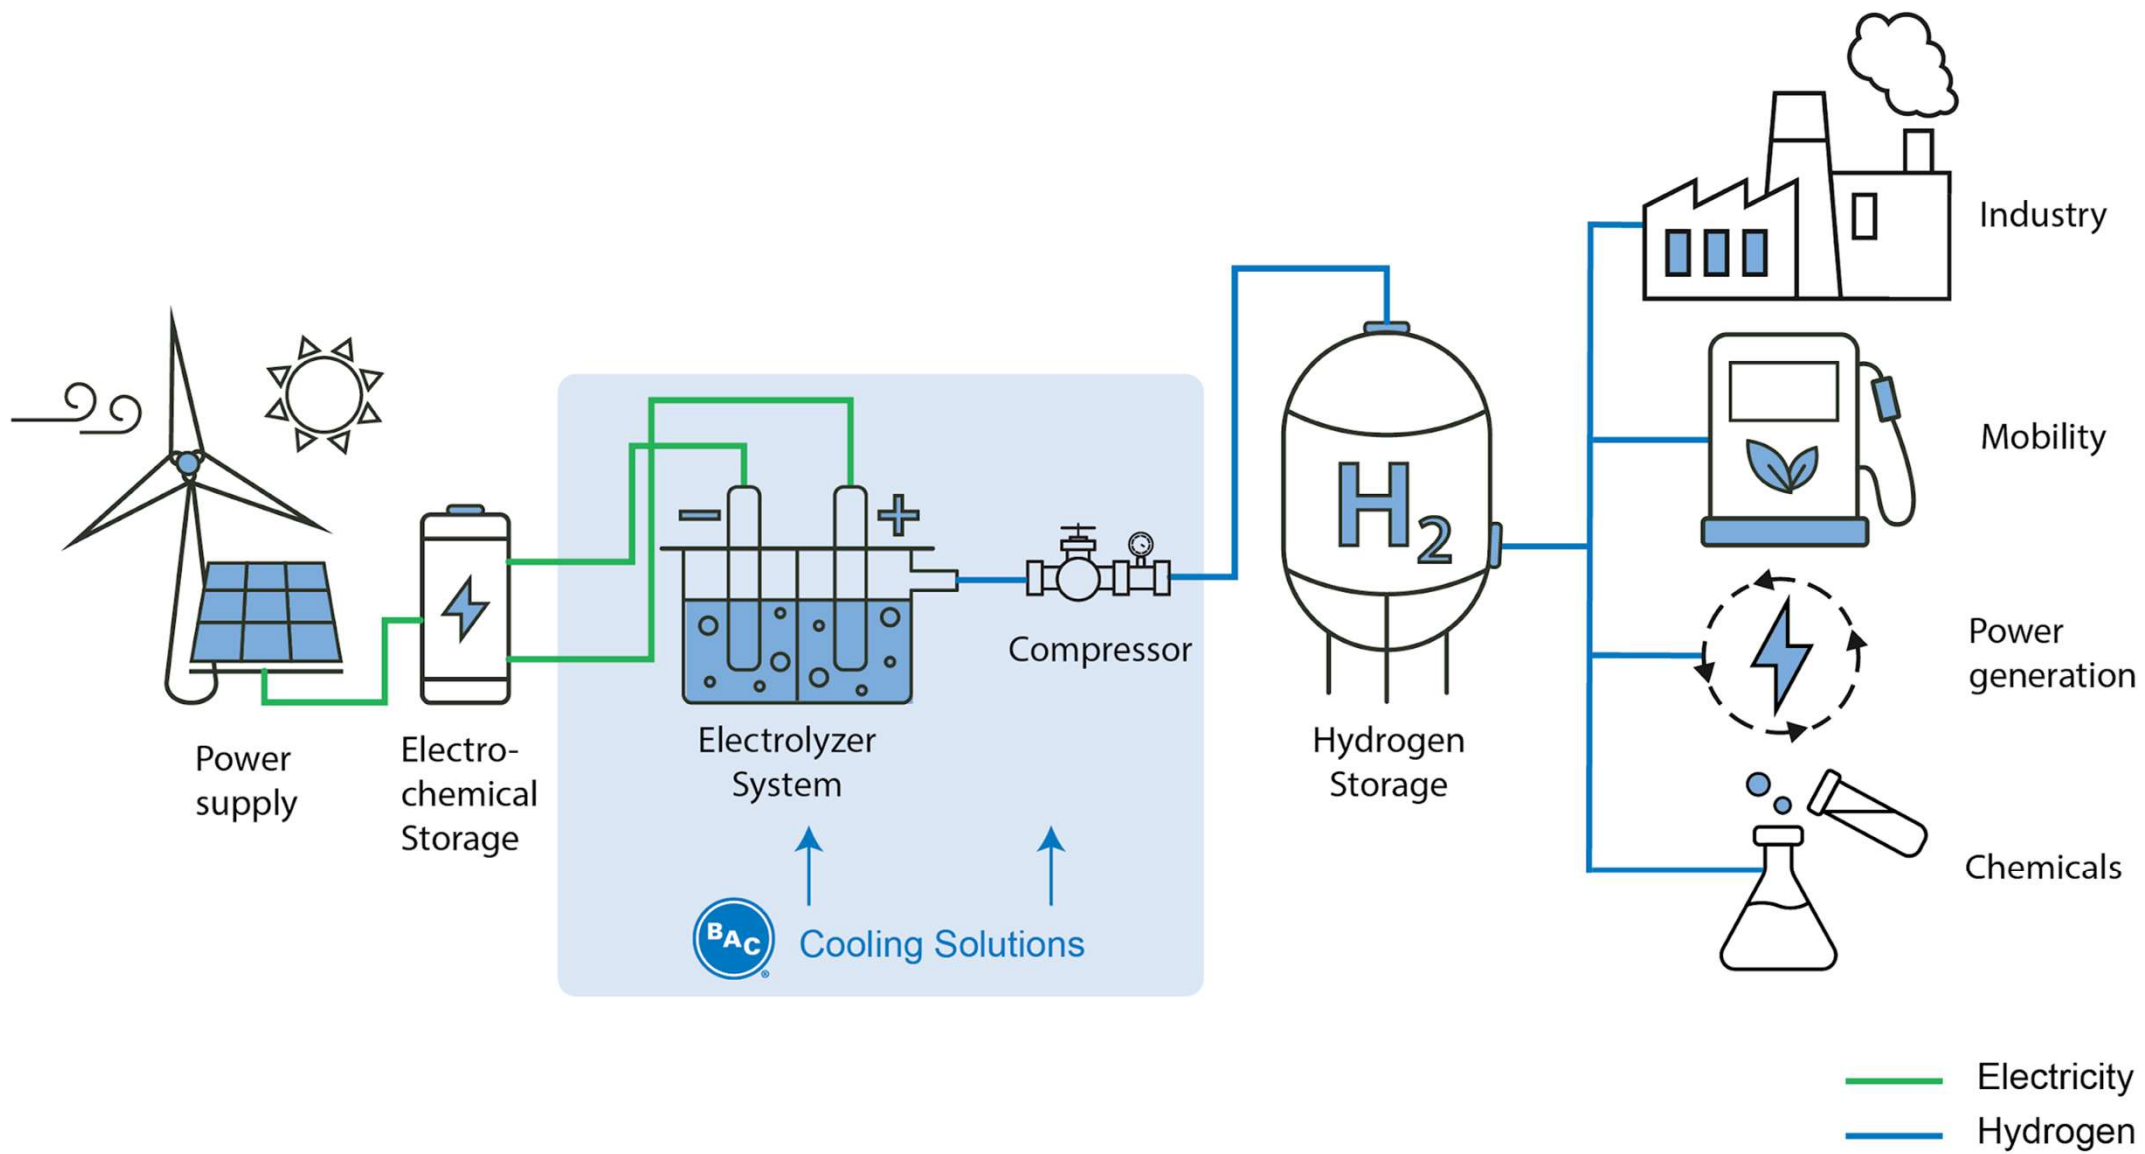 Power
supply
Electro-
chemical
Storage
−
+
Electrolyzer
System
Compressor
BAC
®
Cooling Solutions
H2
Hydrogen
Storage
Industry
Mobility
Power
generation
Chemicals
Electricity
Hydrogen